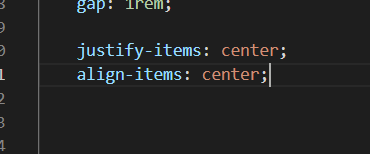 gap: 1rem;
justify-items: center;
align-items: center;